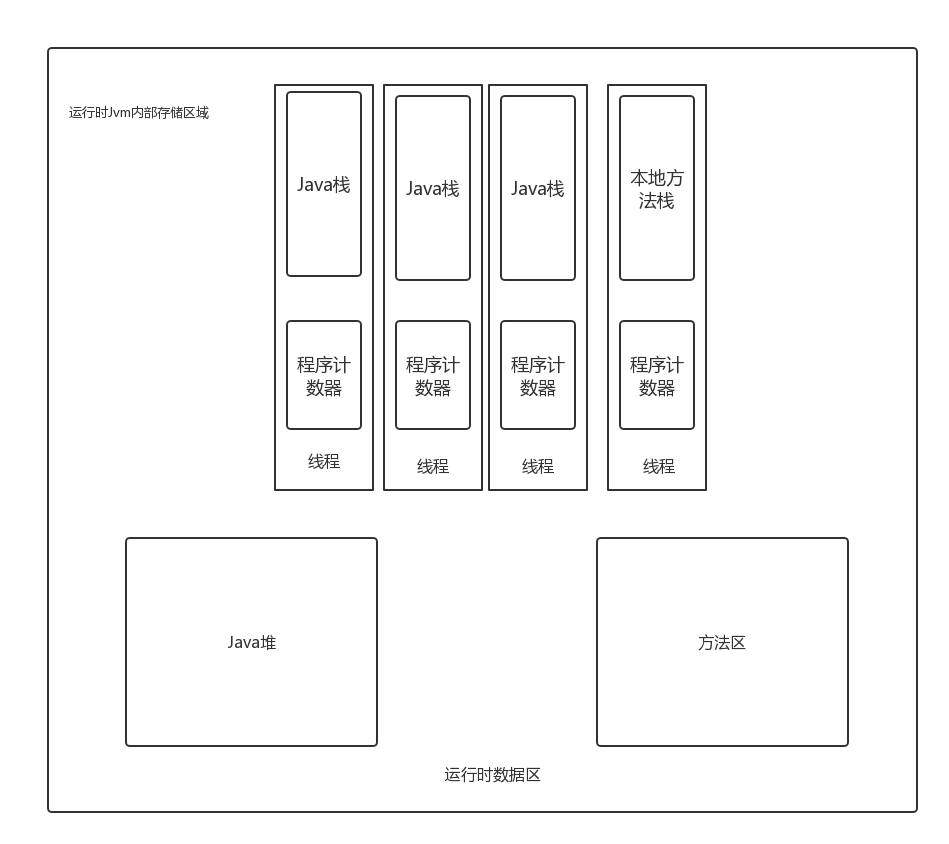 运行时Jvm内部存储区域
Java栈
Java栈
Java栈
本地方
法栈
程序计
数器
程序计
数器
程序计
数器
程序计
数器
线程
线程
线程
线程
Java堆
方法区
运行时数据区